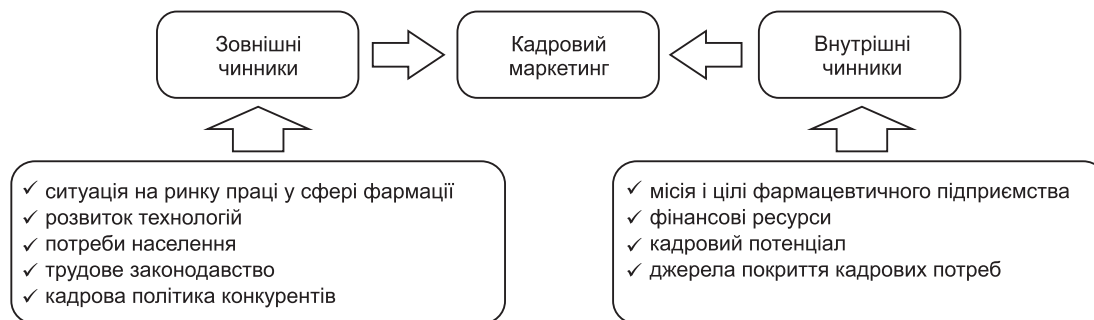 Зовнішні
чинники
Кадровий
маркетинг
Внутрішні
чинники
✓ ситуація на ринку праці у сфері фармації
✓ розвиток технологій
✓ потреби населення
✓ трудове законодавство
✓ кадрова політика конкурентів
✓ місія і цілі фармацевтичного підприємства
✓ фінансові ресурси
✓ кадровий потенціал
✓ джерела покриття кадрових потреб